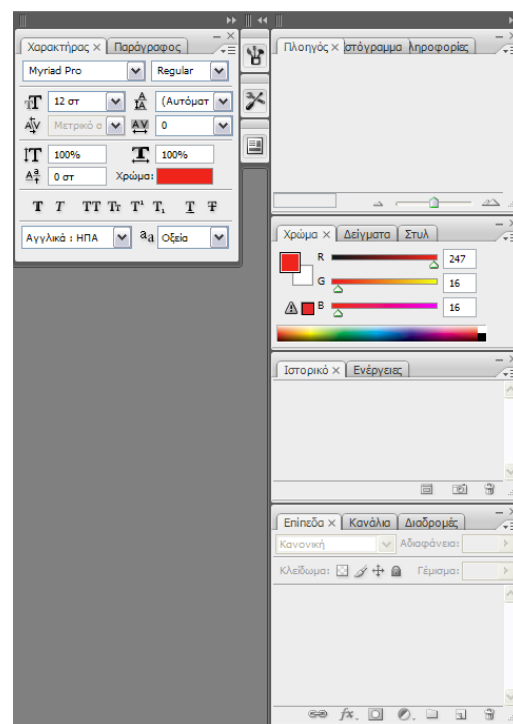 Χαρακτήρας × Παράγραφος
Myriad Pro Regular
12 στ (Αυτόματ
Μετρικό α 0
100% 100%
0 στ Χρώμα:
T T TT Tт T¹ T₁ T T
Αγγλικά : ΗΠΑ aa Οξεία
Πλοηγός × Ιστόγραμμα ληροφορίες
Χρώμα × Δείγματα Στυλ
R 247
G 16
B 16
Ιστορικό × Ενέργειες
Επίπεδα × Κανάλια Διαδρομές
Κανονική Αδιαφάνεια:
Κλείδωμα: Γέμισμα:
fx.